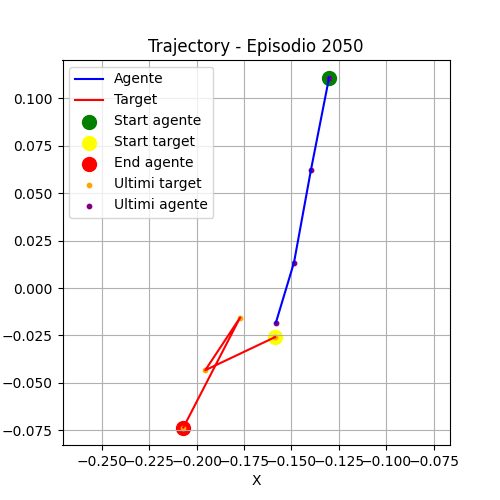 Trajectory - Episodio 2050
Agente
Target
Start agente
Start target
End agente
Ultimi target
Ultimi agente
0.100
0.075
0.050
0.025
0.000
−0.025
−0.050
−0.075
−0.250 −0.225 −0.200 −0.175 −0.150 −0.125 −0.100 −0.075
X